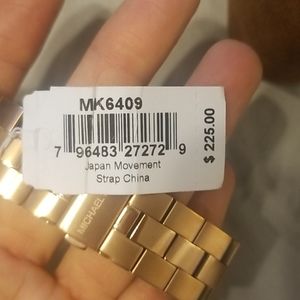 MK6409
7 96483 27272 9
Japan Movement
Strap China
$ 225.00
MICHAEL